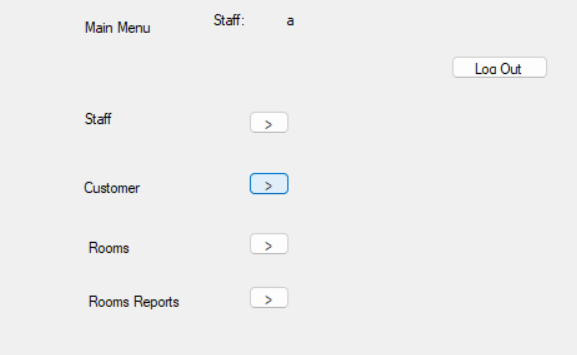 Main Menu Staff: a
Log Out
Staff >
Customer >
Rooms >
Rooms Reports >